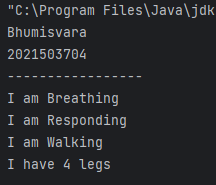 "C:\Program Files\Java\jdk
Bhumisvara
2021503704
-----------------
I am Breathing
I am Responding
I am Walking
I have 4 legs